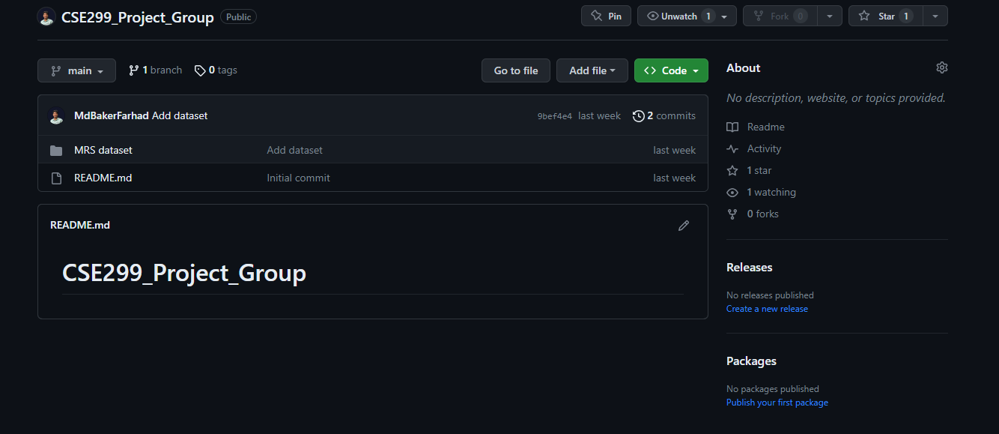 CSE299_Project_Group Public Pin Unwatch 1 Fork 0 Star 1
main 1 branch 0 tags Go to file Add file Code
About
No description, website, or topics provided.
MdBakerFarhad Add dataset 9bef4e4 last week 2 commits
MRS dataset Add dataset last week
README.md Initial commit last week
Readme
Activity
1 star
1 watching
0 forks
README.md
CSE299_Project_Group
Releases
No releases published
Create a new release
Packages
No packages published
Publish your first package